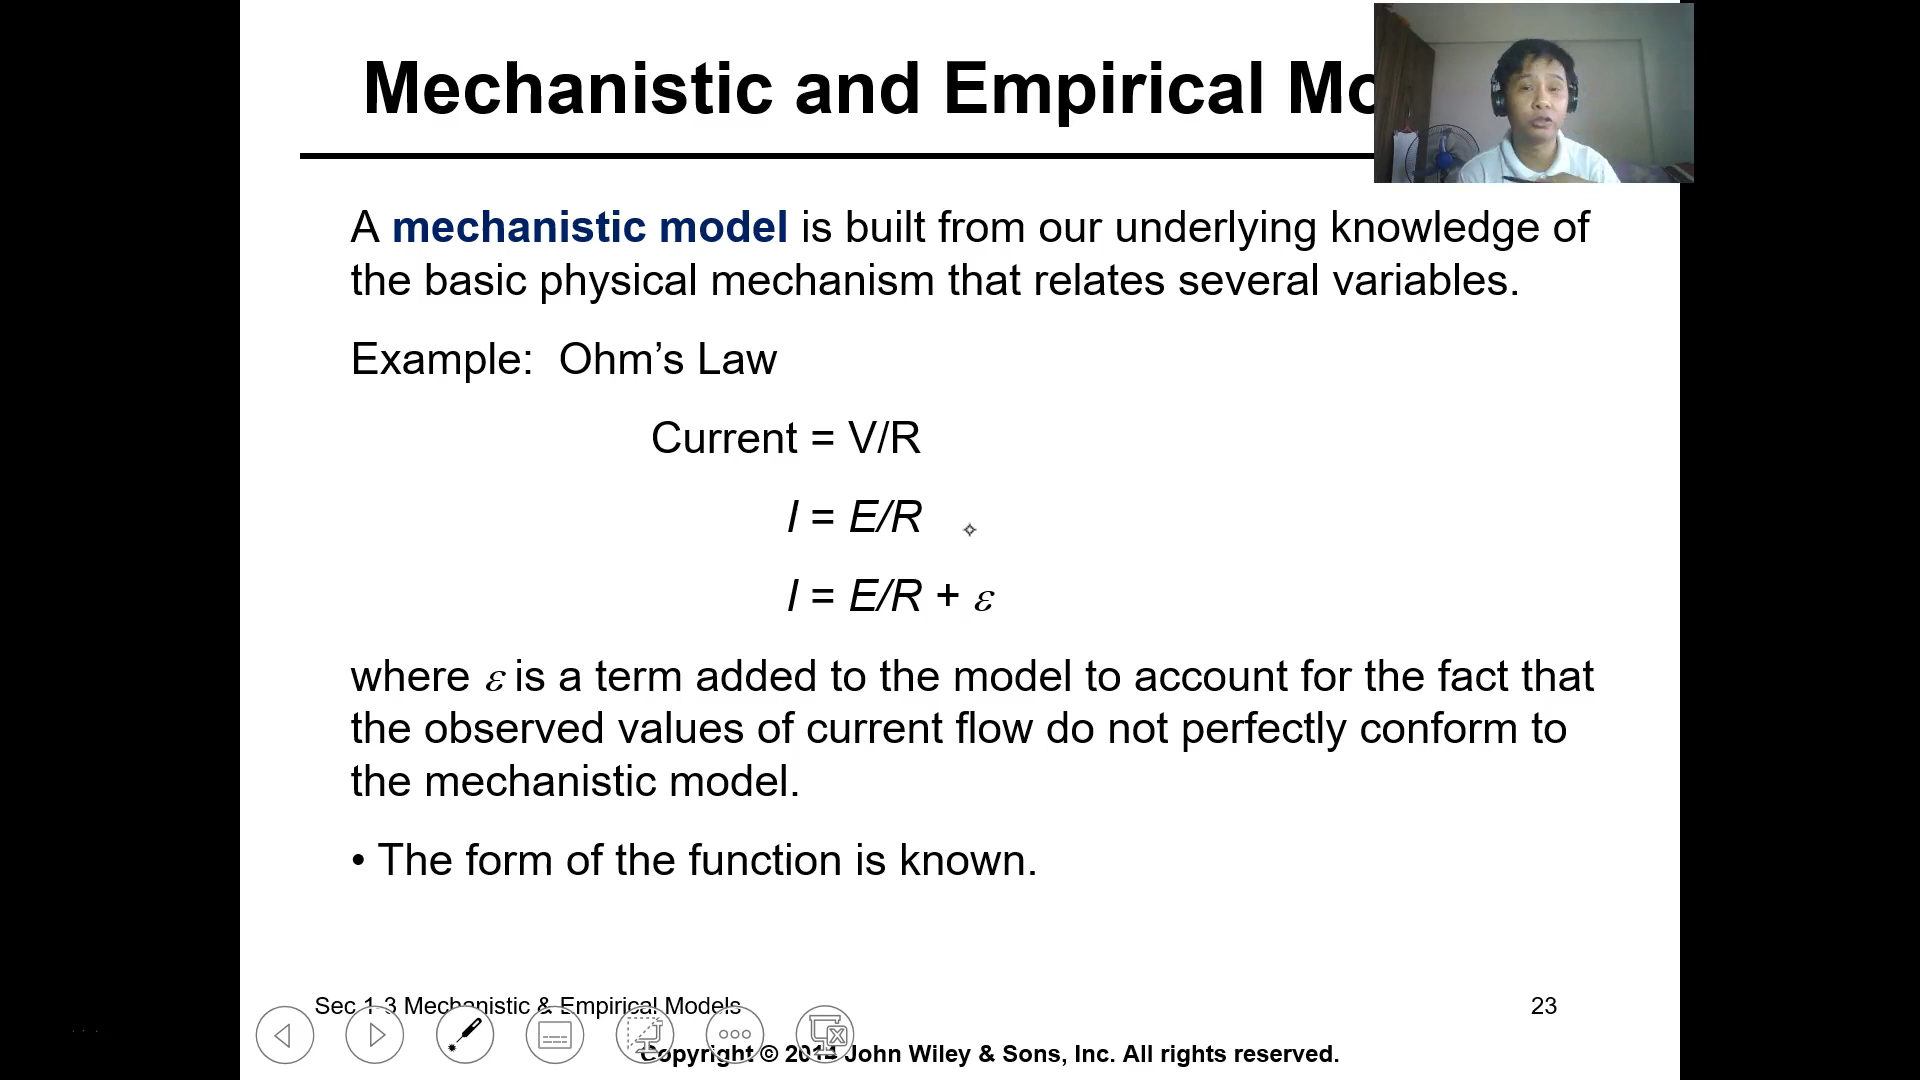 Mechanistic and Empirical
A mechanistic model is built from our underlying knowledge of
the basic physical mechanism that relates several variables.
Example: Ohm’s Law
Current = V/R
I = E/R
I = E/R + ε
where ε is a term added to the model to account for the fact that
the observed values of current flow do not perfectly conform to
the mechanistic model.
• The form of the function is known.
Sec 1-3 Mechanistic & Empirical Models
23
Copyright © 2014 John Wiley & Sons, Inc. All rights reserved.